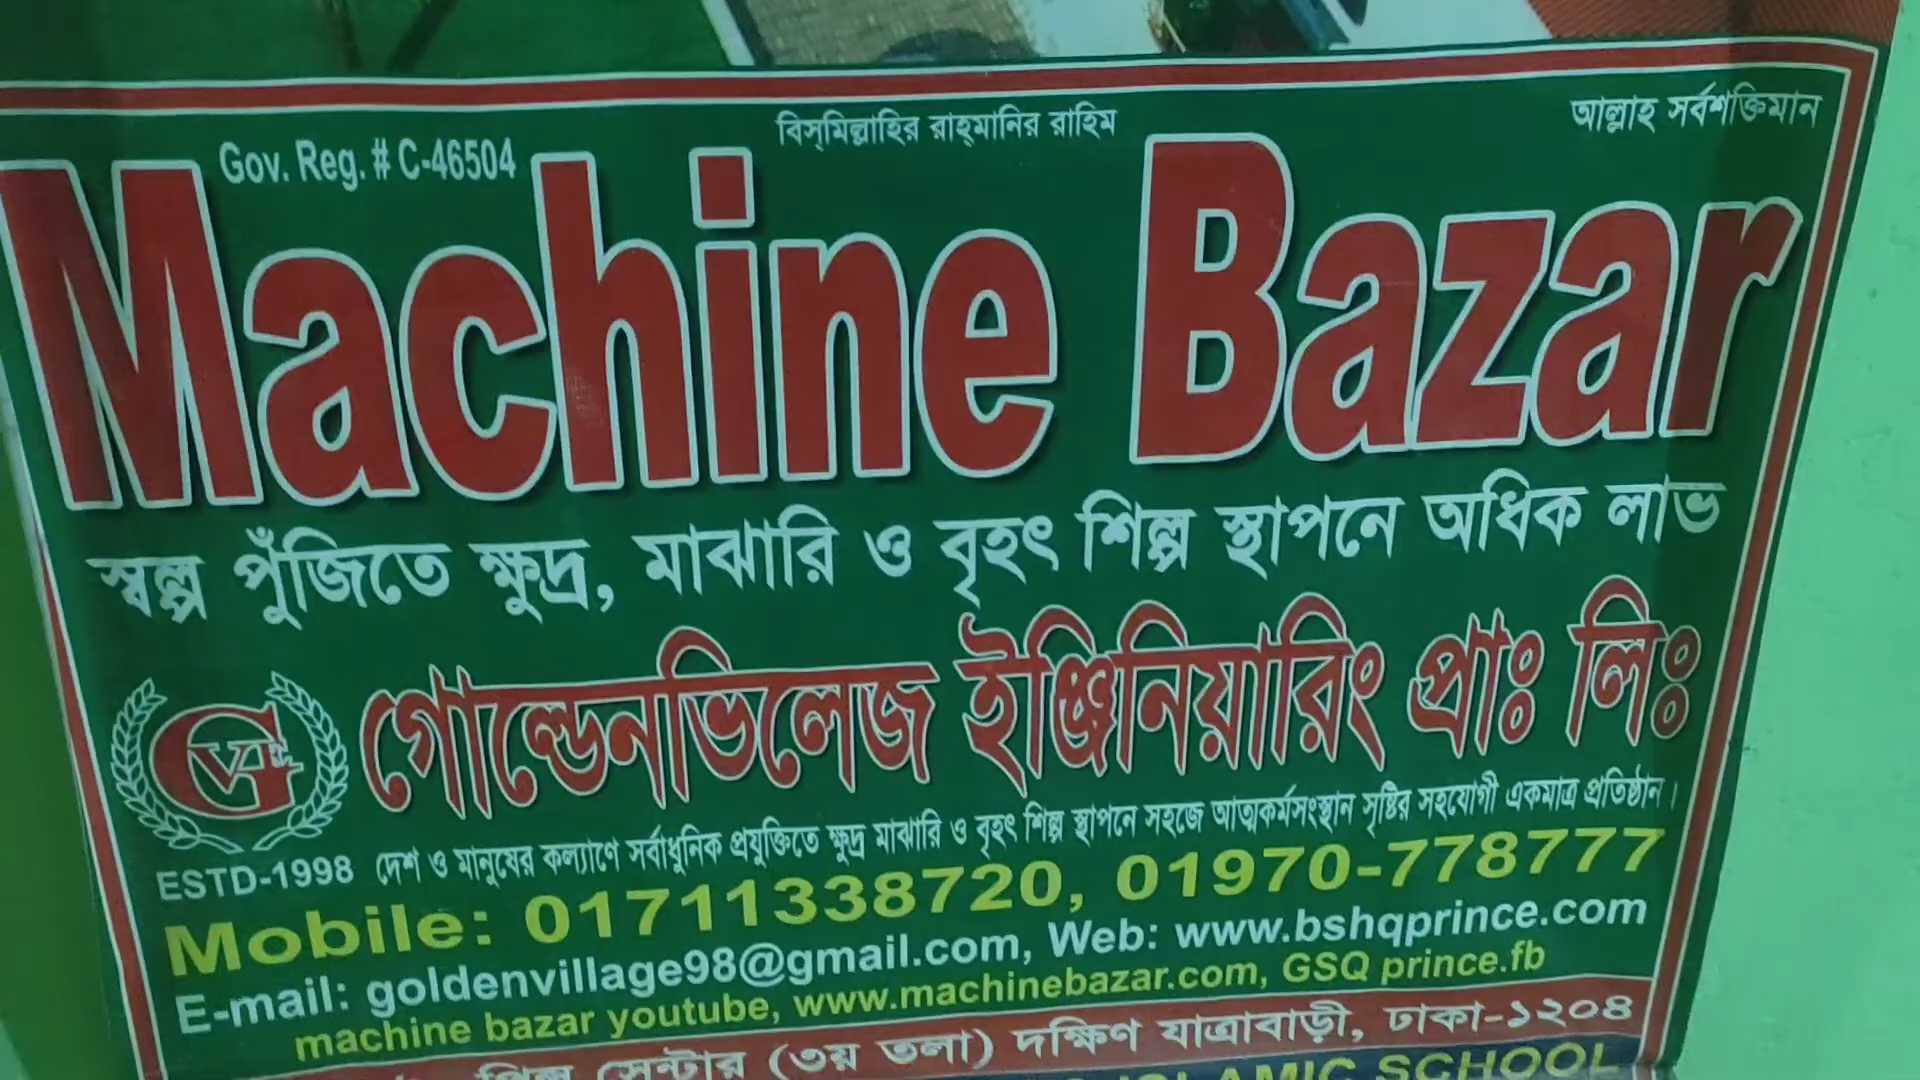 বিস্‌মিল্লাহির রাহ্‌মানির রাহিম
আল্লাহ সর্বশক্তিমান
Gov. Reg. # C-46504
Machine Bazar
স্বল্প পুঁজিতে ক্ষুদ্র, মাঝারি ও বৃহৎ শিল্প স্থাপনে অধিক লাভ
গোল্ডেনভিলেজ ইঞ্জিনিয়ারিং প্রাঃ লিঃ
ESTD-1998 দেশ ও মানুষের কল্যাণে সর্বাধুনিক প্রযুক্তিতে ক্ষুদ্র মাঝারি ও বৃহৎ শিল্প স্থাপনে সহজে আত্মকর্মসংস্থান সৃষ্টির সহযোগী একমাত্র প্রতিষ্ঠান।
Mobile: 01711338720, 01970-778777
E-mail: goldenvillage98@gmail.com, Web: www.bshqprince.com
machine bazar youtube, www.machinebazar.com, GSQ prince.fb
শিল্প সেন্টার (৩য় তলা) দক্ষিণ যাত্রাবাড়ী, ঢাকা-১২০৪
ISLAMIC SCHOOL